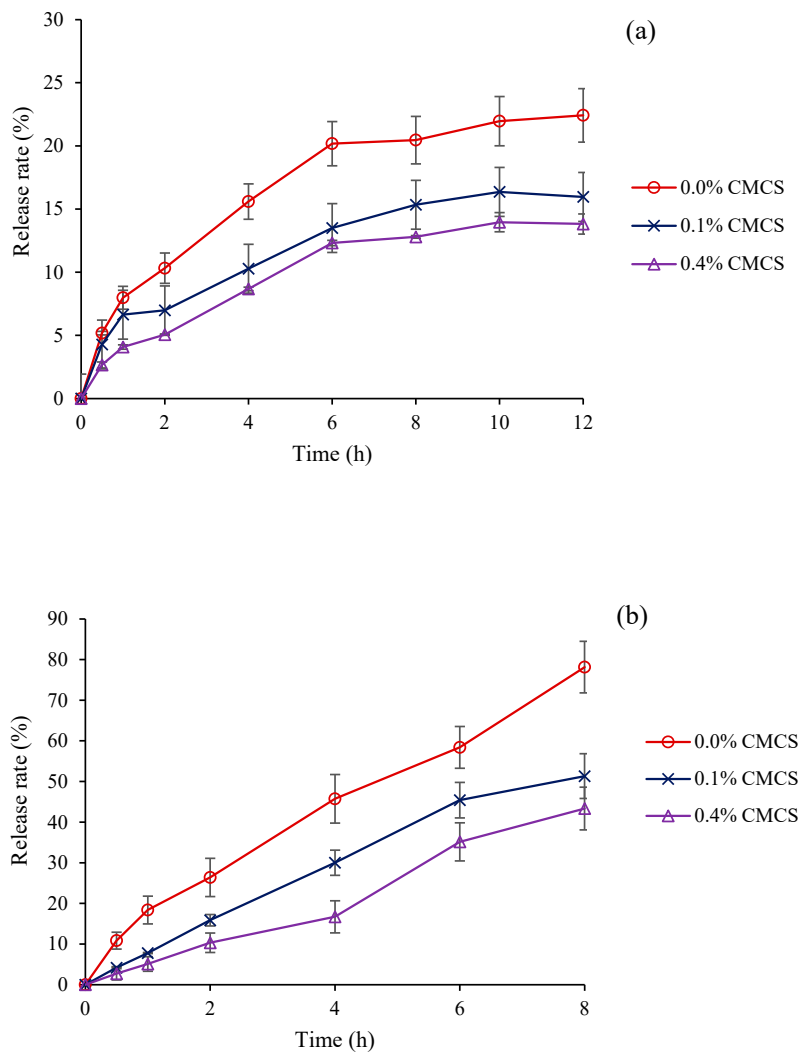 (a)
30
25
20
15
10
5
0
Release rate (%)
0 2 4 6 8 10 12
Time (h)
0.0% CMCS
0.1% CMCS
0.4% CMCS
(b)
90
80
70
60
50
40
30
20
10
0
Release rate (%)
0 2 4 6 8
Time (h)
0.0% CMCS
0.1% CMCS
0.4% CMCS